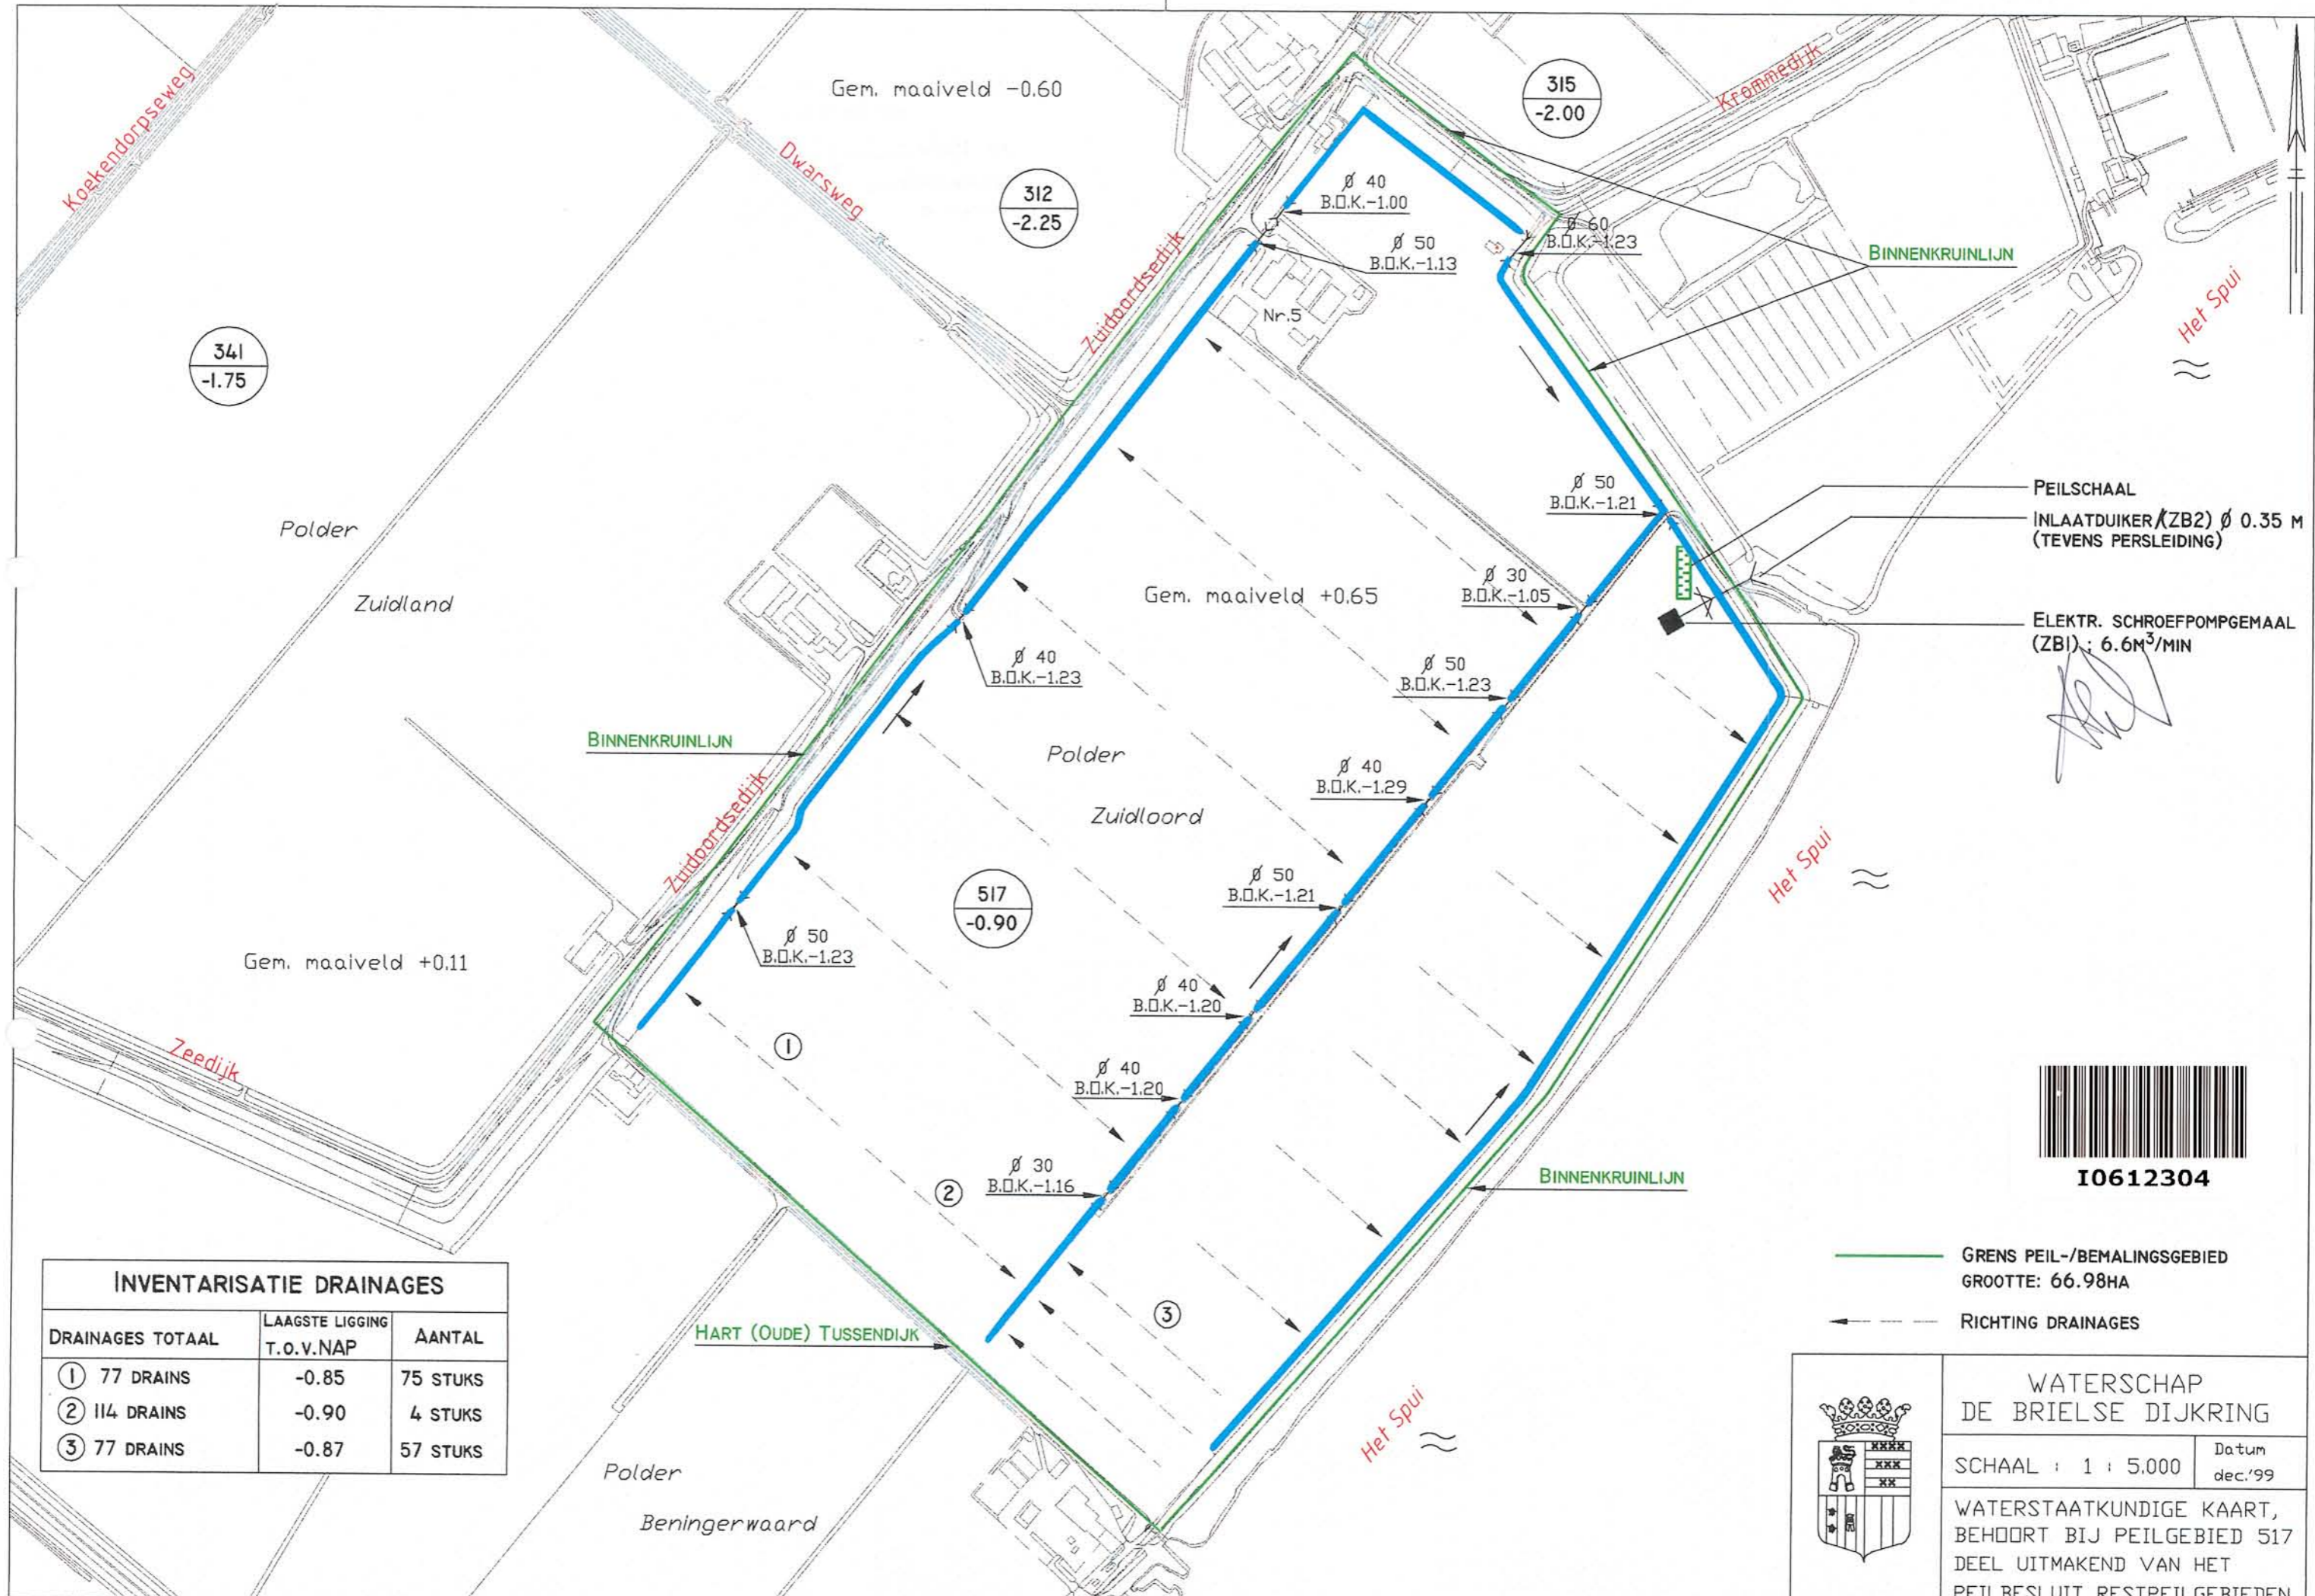 Koekendorpseweg
Gem. maaiveld -0.60
Dwarsweg
312
-2.25
315
-2.00
Krommedijk
Zuidoordsedijk
Ø 40
B.O.K.-1.00
Ø 50
B.O.K.-1.13
Ø 60
B.O.K.-1.23
BINNENKRUINLIJN
Nr.5
Het Spui
341
-1.75
Polder
Zuidland
PEILSCHAAL
INLAATDUIKER/(ZB2) Ø 0.35 M
(TEVENS PERSLEIDING)
Ø 50
B.O.K.-1.21
Gem. maaiveld +0.65
Ø 30
B.O.K.-1.05
ELEKTR. SCHROEFPOMPGEMAAL
(ZB1) ; 6.6M³/MIN
Ø 40
B.O.K.-1.23
Ø 50
B.O.K.-1.23
BINNENKRUINLIJN
Polder
Zuidloord
Ø 40
B.O.K.-1.29
Zuidoordsedijk
Het Spui
Ø 50
B.O.K.-1.21
517
-0.90
Ø 50
B.O.K.-1.23
Gem. maaiveld +0.11
Ø 40
B.O.K.-1.20
Zeedijk
1
Ø 40
B.O.K.-1.20
Ø 30
B.O.K.-1.16
2
BINNENKRUINLIJN
I0612304
3
HART (OUDE) TUSSENDIJK
Het Spui
Polder
Beningerwaard
INVENTARISATIE DRAINAGES
DRAINAGES TOTAAL
LAAGSTE LIGGING
T.O.V.NAP
AANTAL
1 77 DRAINS -0.85 75 STUKS
2 114 DRAINS -0.90 4 STUKS
3 77 DRAINS -0.87 57 STUKS
GRENS PEIL-/BEMALINGSGEBIED
GROOTTE: 66.98HA
RICHTING DRAINAGES
WATERSCHAP
DE BRIELSE DIJKRING
SCHAAL : 1 : 5.000
Datum
dec.'99
WATERSTAATKUNDIGE KAART,
BEHOORT BIJ PEILGEBIED 517
DEEL UITMAKEND VAN HET
PEILBESLUIT RESTPEILGEBIEDEN